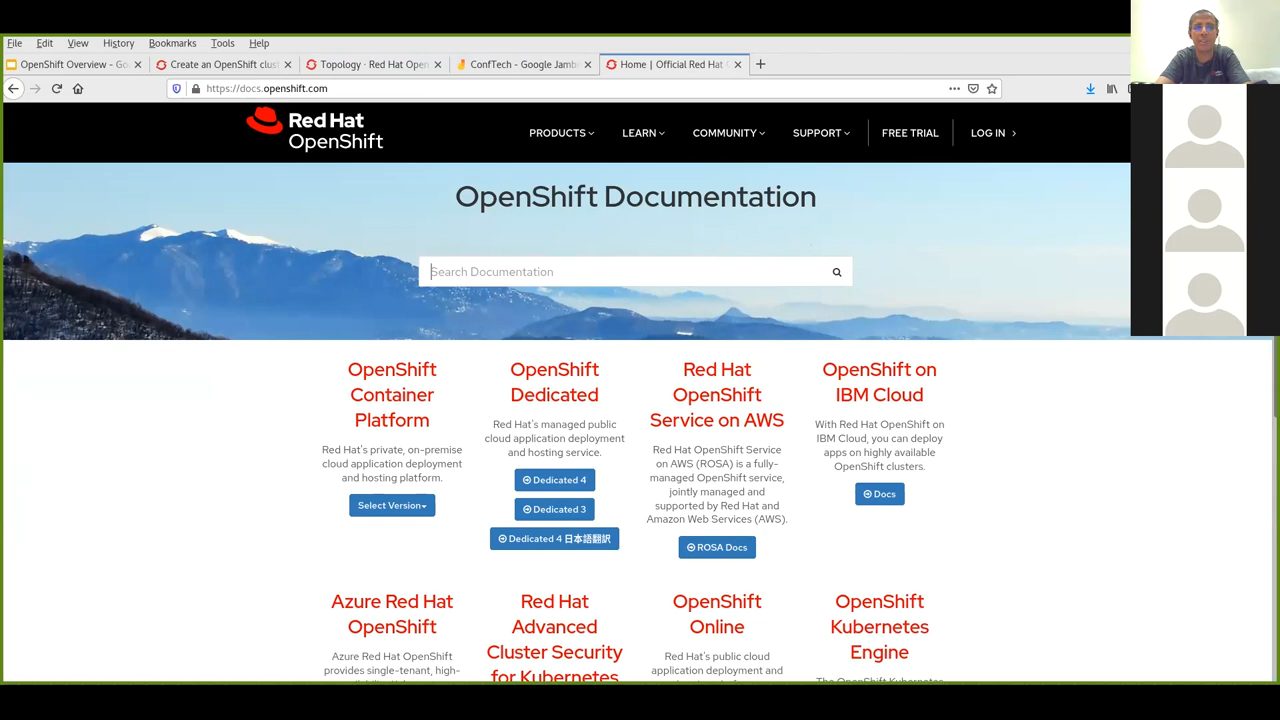 File Edit View History Bookmarks Tools Help
OpenShift Overview - Go
Create an OpenShift clust
Topology · Red Hat Open
ConfTech - Google Jamb
Home | Official Red Hat
https://docs.openshift.com
Red Hat
OpenShift
PRODUCTS LEARN COMMUNITY SUPPORT FREE TRIAL LOG IN
OpenShift Documentation
Search Documentation
OpenShift
Container
Platform
Red Hat's private, on-premise
cloud application deployment
and hosting platform.
Select Version
OpenShift
Dedicated
Red Hat's managed public
cloud application deployment
and hosting service.
Dedicated 4
Dedicated 3
Dedicated 4 日本語翻訳
Red Hat
OpenShift
Service on AWS
Red Hat OpenShift Service
on AWS (ROSA) is a fully-
managed OpenShift service,
jointly managed and
supported by Red Hat and
Amazon Web Services (AWS).
ROSA Docs
OpenShift on
IBM Cloud
With Red Hat OpenShift on
IBM Cloud, you can deploy
apps on highly available
OpenShift clusters.
Docs
Azure Red Hat
OpenShift
Azure Red Hat OpenShift
provides single-tenant, high-
Red Hat
Advanced
Cluster Security
for Kubernetes
OpenShift
Online
Red Hat's public cloud
application deployment and
OpenShift
Kubernetes
Engine
The OpenShift Kubernetes